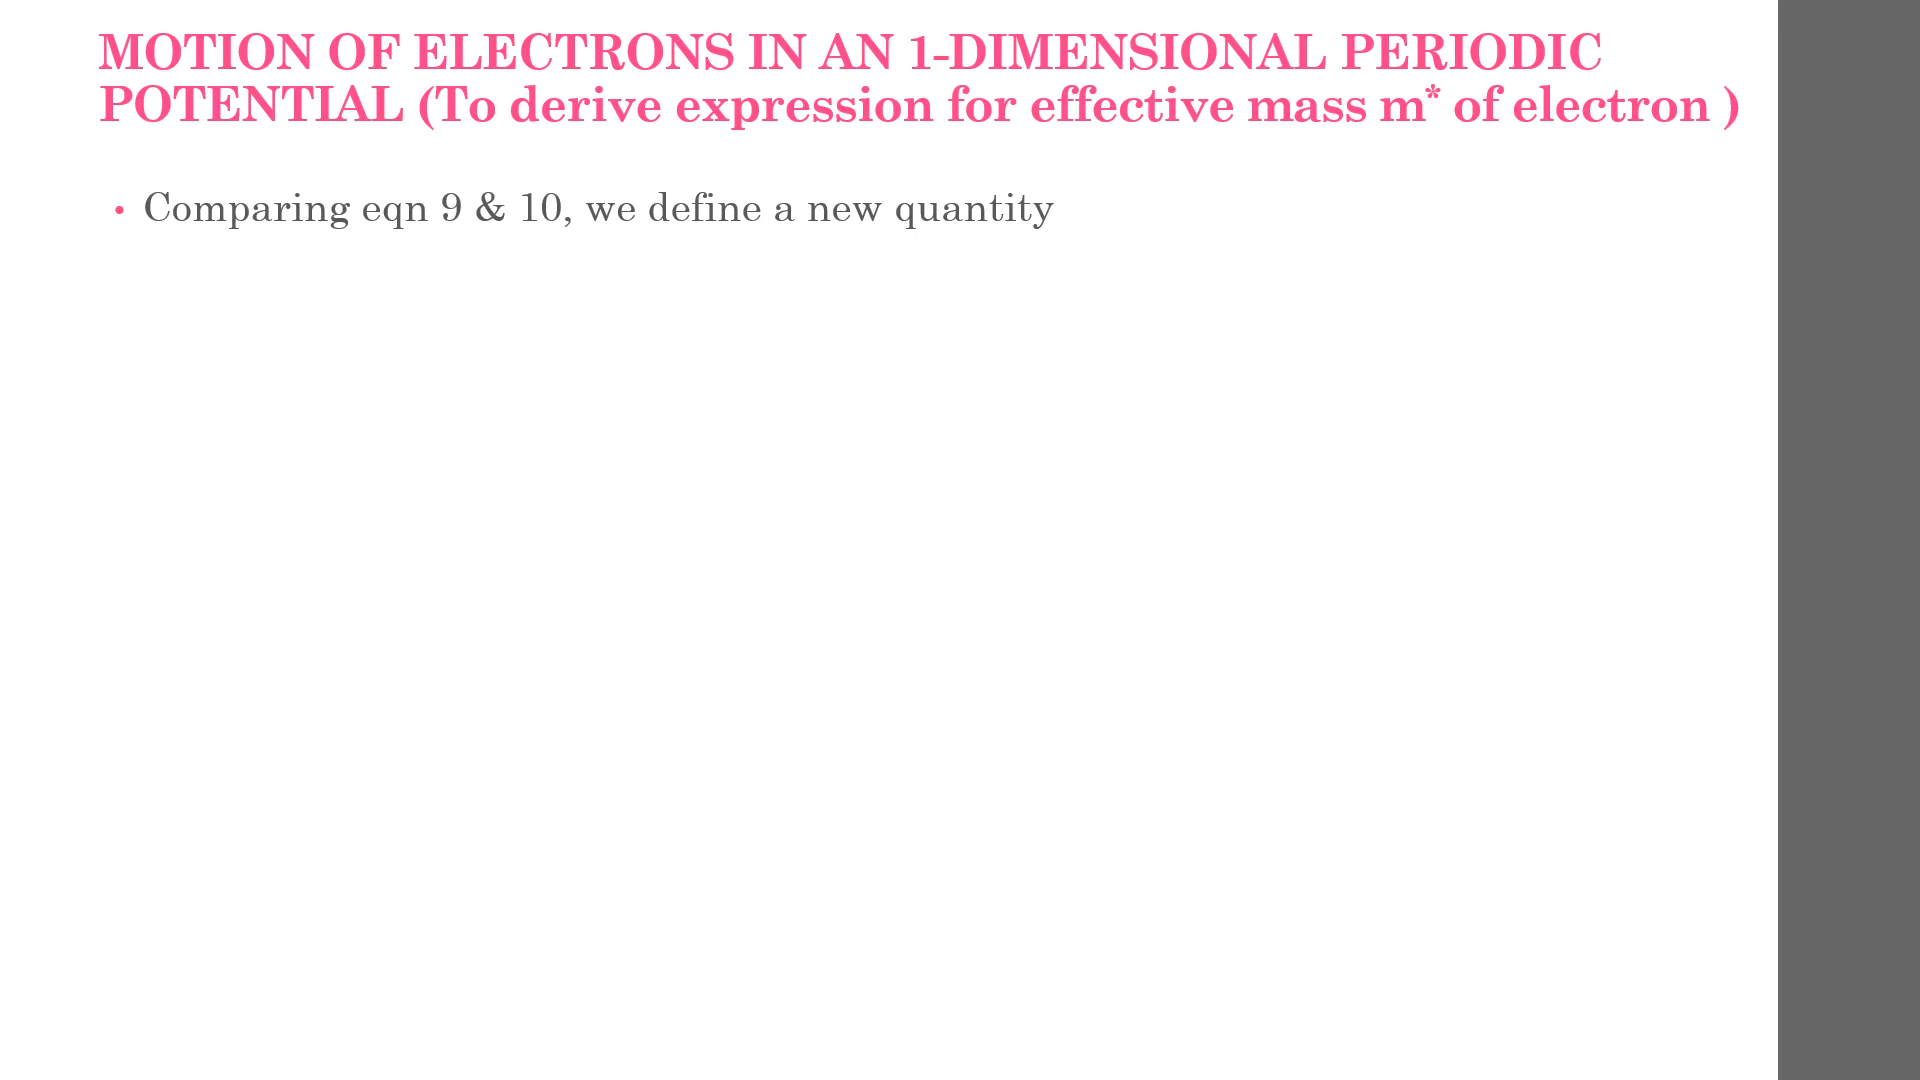 MOTION OF ELECTRONS IN AN 1-DIMENSIONAL PERIODIC
POTENTIAL (To derive expression for effective mass m* of electron )
• Comparing eqn 9 & 10, we define a new quantity